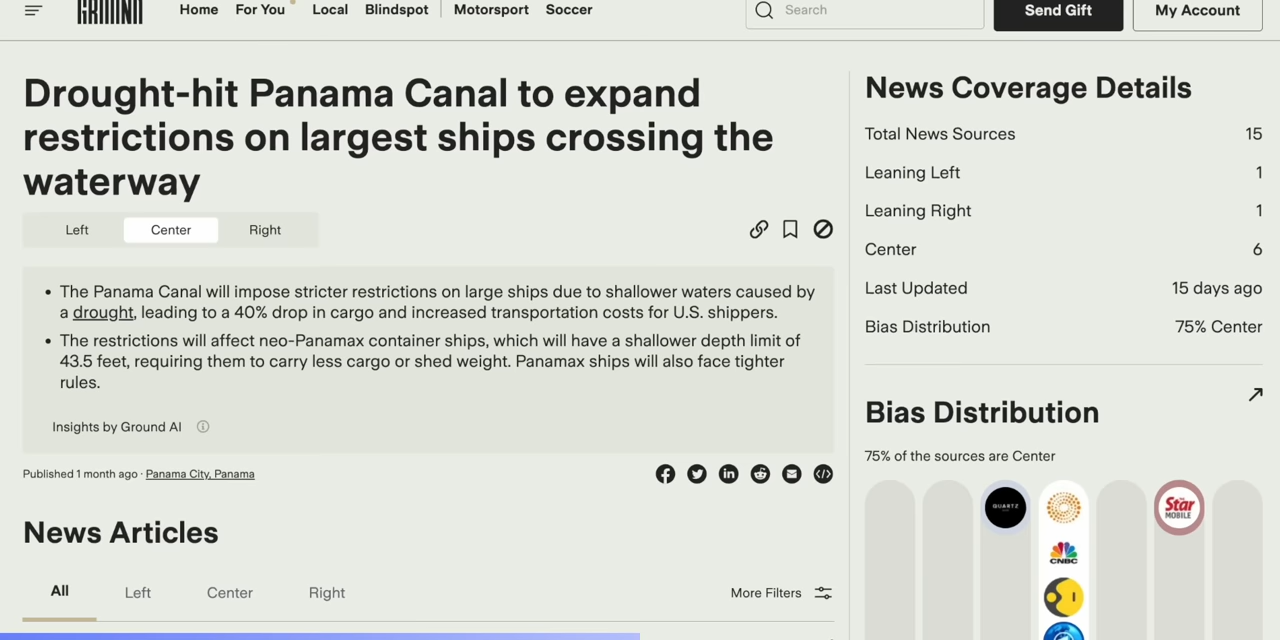 GROUND
Home For You Local Blindspot Motorsport Soccer Search Send Gift My Account
Drought-hit Panama Canal to expand
restrictions on largest ships crossing the
waterway
Left Center Right
• The Panama Canal will impose stricter restrictions on large ships due to shallower waters caused by
a drought, leading to a 40% drop in cargo and increased transportation costs for U.S. shippers.
• The restrictions will affect neo-Panamax container ships, which will have a shallower depth limit of
43.5 feet, requiring them to carry less cargo or shed weight. Panamax ships will also face tighter
rules.
Insights by Ground AI
Published 1 month ago · Panama City, Panama
News Articles
All Left Center Right More Filters
News Coverage Details
Total News Sources 15
Leaning Left 1
Leaning Right 1
Center 6
Last Updated 15 days ago
Bias Distribution 75% Center
Bias Distribution
75% of the sources are Center
QUARTZ
CNBC
THE Star
MOBILE